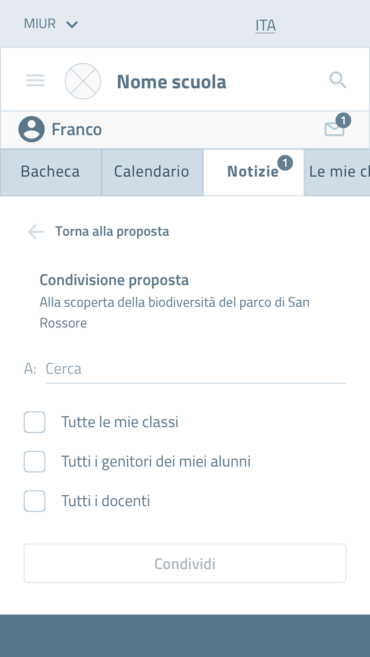 MIUR
ITA
Nome scuola
Franco
1
Bacheca
Calendario
Notizie
1
Le mie cl
Torna alla proposta
Condivisione proposta
Alla scoperta della biodiversità del parco di San
Rossore
A: Cerca
Tutte le mie classi
Tutti i genitori dei miei alunni
Tutti i docenti
Condividi